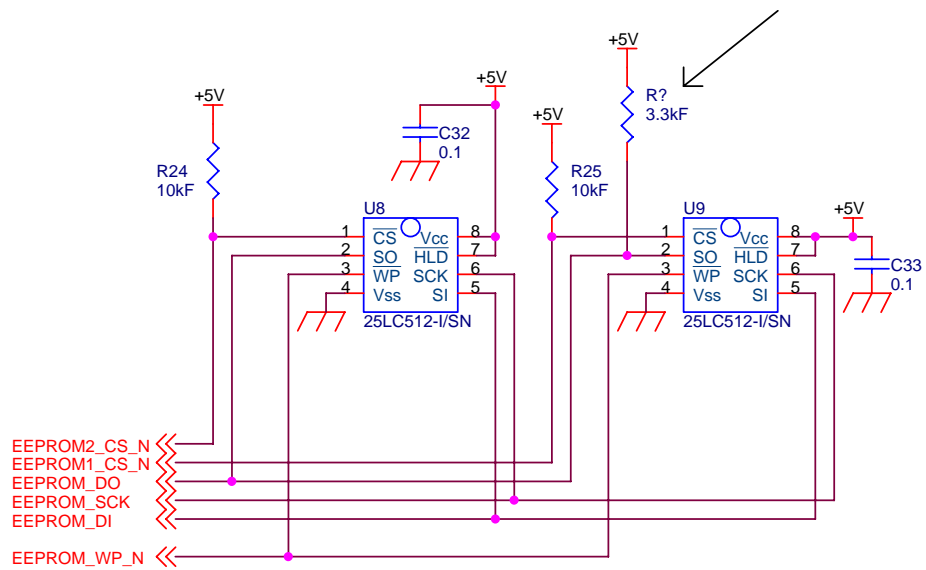 +5V
R?
3.3kF
+5V
+5V
C32
0.1
+5V
R24
10kF
R25
10kF
U8
1 CS Vcc 8
2 SO HLD 7
3 WP SCK 6
4 Vss SI 5
25LC512-I/SN
U9
1 CS Vcc 8
2 SO HLD 7
3 WP SCK 6
4 Vss SI 5
25LC512-I/SN
+5V
C33
0.1
EEPROM2_CS_N
EEPROM1_CS_N
EEPROM_DO
EEPROM_SCK
EEPROM_DI
EEPROM_WP_N